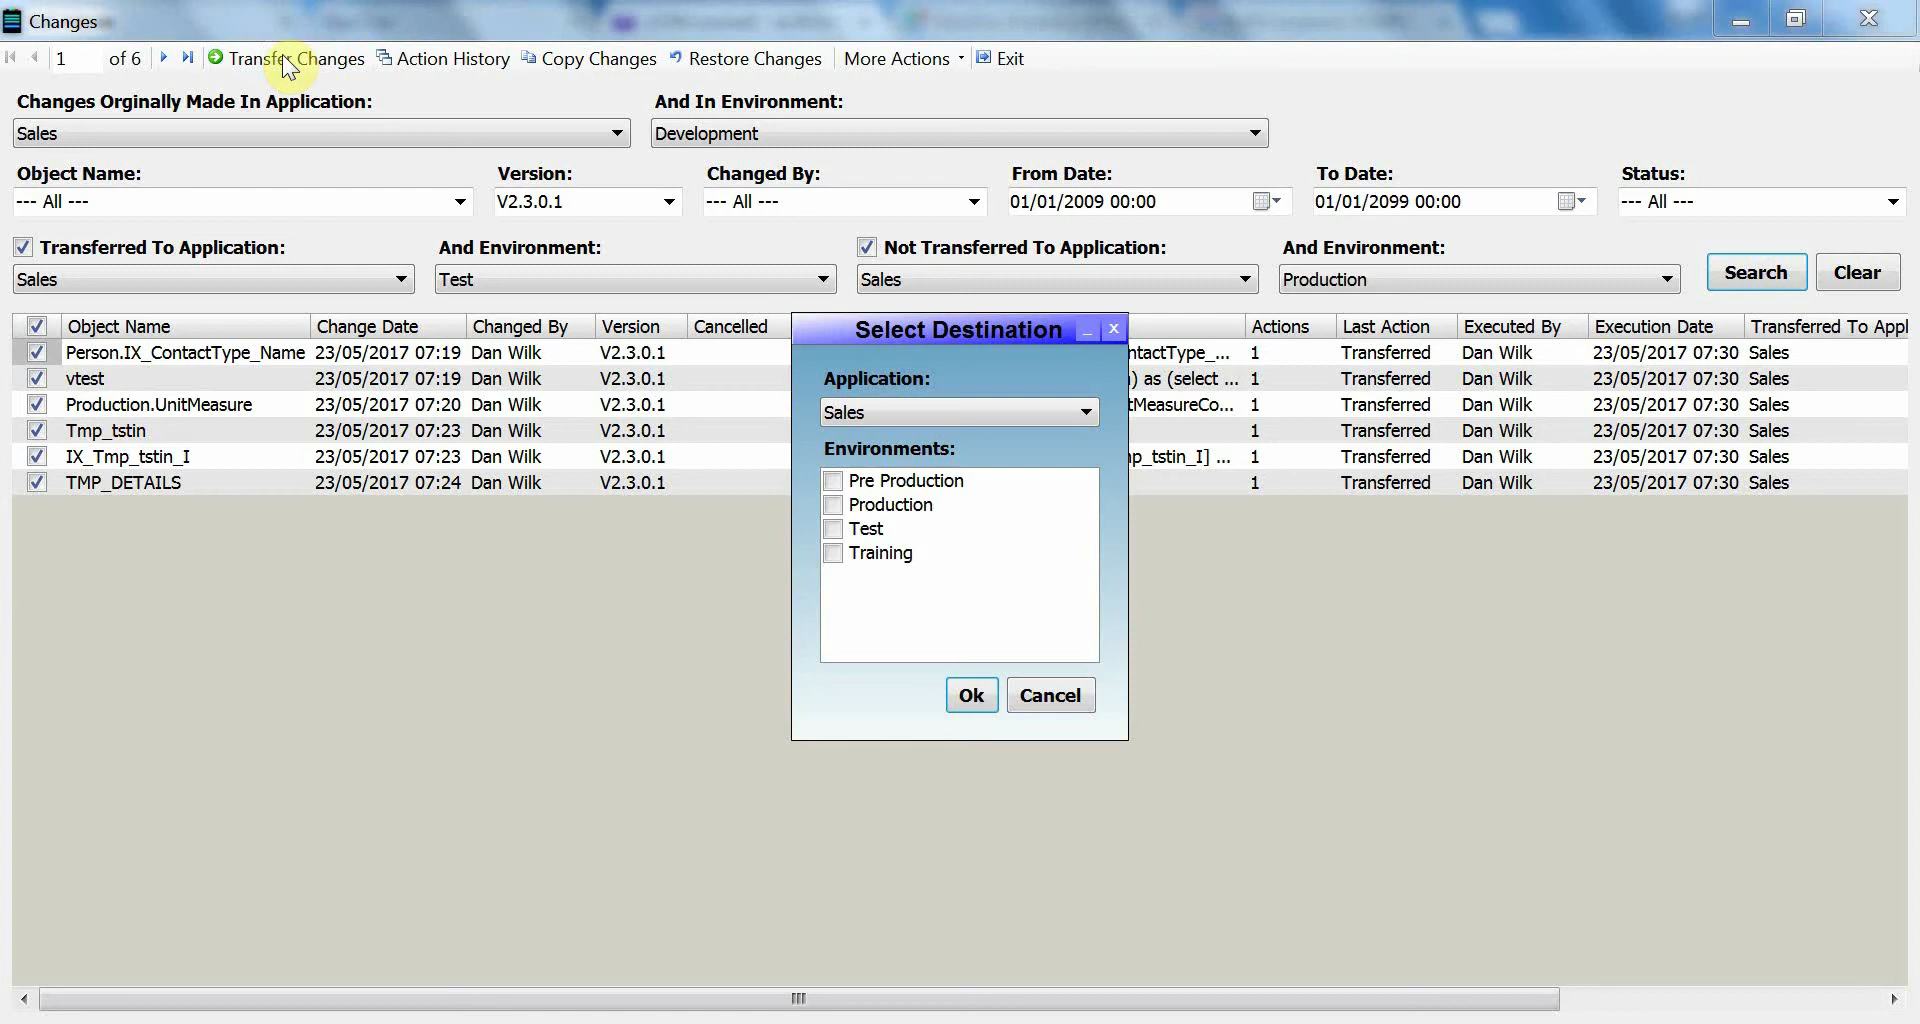 Changes
1 of 6 Transfer Changes Action History Copy Changes Restore Changes More Actions Exit
Changes Orginally Made In Application: And In Environment:
Sales Development
Object Name: Version: Changed By: From Date: To Date: Status:
--- All --- V2.3.0.1 --- All --- 01/01/2009 00:00 01/01/2099 00:00 --- All ---
Transferred To Application: And Environment: Not Transferred To Application: And Environment:
Sales Test Sales Production Search Clear
Object Name Change Date Changed By Version Cancelled Actions Last Action Executed By Execution Date Transferred To Appl
Person.IX_ContactType_Name 23/05/2017 07:19 Dan Wilk V2.3.0.1 ntactType_... 1 Transferred Dan Wilk 23/05/2017 07:30 Sales
vtest 23/05/2017 07:19 Dan Wilk V2.3.0.1 ) as (select ... 1 Transferred Dan Wilk 23/05/2017 07:30 Sales
Production.UnitMeasure 23/05/2017 07:20 Dan Wilk V2.3.0.1 tMeasureCo... 1 Transferred Dan Wilk 23/05/2017 07:30 Sales
Tmp_tstin 23/05/2017 07:23 Dan Wilk V2.3.0.1 1 Transferred Dan Wilk 23/05/2017 07:30 Sales
IX_Tmp_tstin_I 23/05/2017 07:23 Dan Wilk V2.3.0.1 mp_tstin_I] ... 1 Transferred Dan Wilk 23/05/2017 07:30 Sales
TMP_DETAILS 23/05/2017 07:24 Dan Wilk V2.3.0.1 1 Transferred Dan Wilk 23/05/2017 07:30 Sales
Select Destination
Application:
Sales
Environments:
Pre Production
Production
Test
Training
Ok Cancel